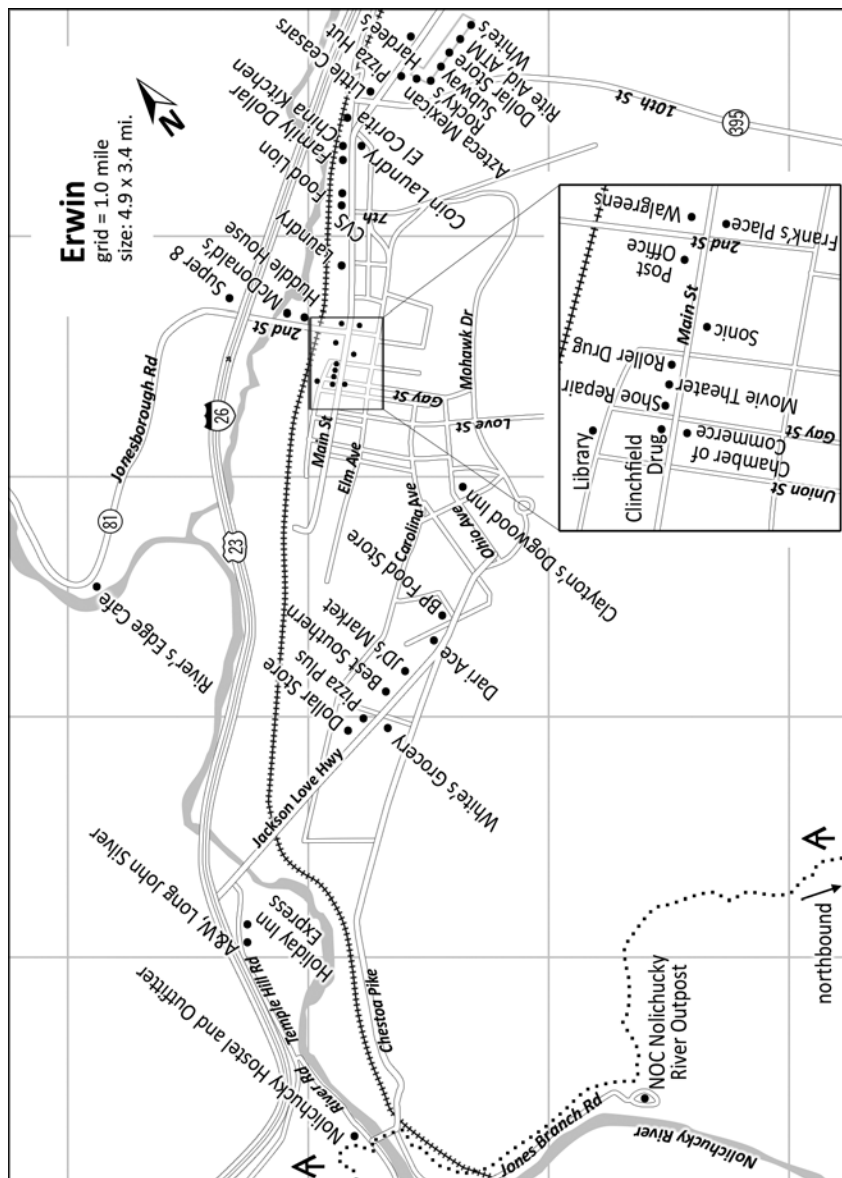 Erwin
grid = 1.0 mile
size: 4.9 x 3.4 mi.
N
White's
Rite Aid ATM
Dollar Store
Subway
Rocky's
Azteca Mexican
Hardee's
Pizza Hut
Little Ceasars
El Corita
China Kitchen
Family Dollar
Food Lion
Coin Laundry
10th St
395
CVS
7th
Laundry
Huddle House
McDonald's
Super 8
2nd St
Jonesborough Rd
26
81
23
Main St
Elm Ave
Gay St
Love St
Mohawk Dr
Carolina Ave
Ohio Ave
Clayton's Dogwood Inn
BP Food Store
Dari Ace
JD's Market
Best Southern
Pizza Plus
Dollar Store
White's Grocery
River's Edge Cafe
Jackson Love Hwy
A&W, Long John Silver
Holiday Inn
Express
Temple Hill Rd
River Rd
Nolichucky Hostel and Outfitter
Chestoa Pike
Jones Branch Rd
NOC Nolichucky
River Outpost
Nolichucky River
northbound
AT
AT
Walgreens
Frank's Place
2nd St
Post
Office
Main St
Sonic
Roller Drug
Movie Theater
Shoe Repair
Gay St
Chamber of
Commerce
Union St
Library
Clinchfield
Drug